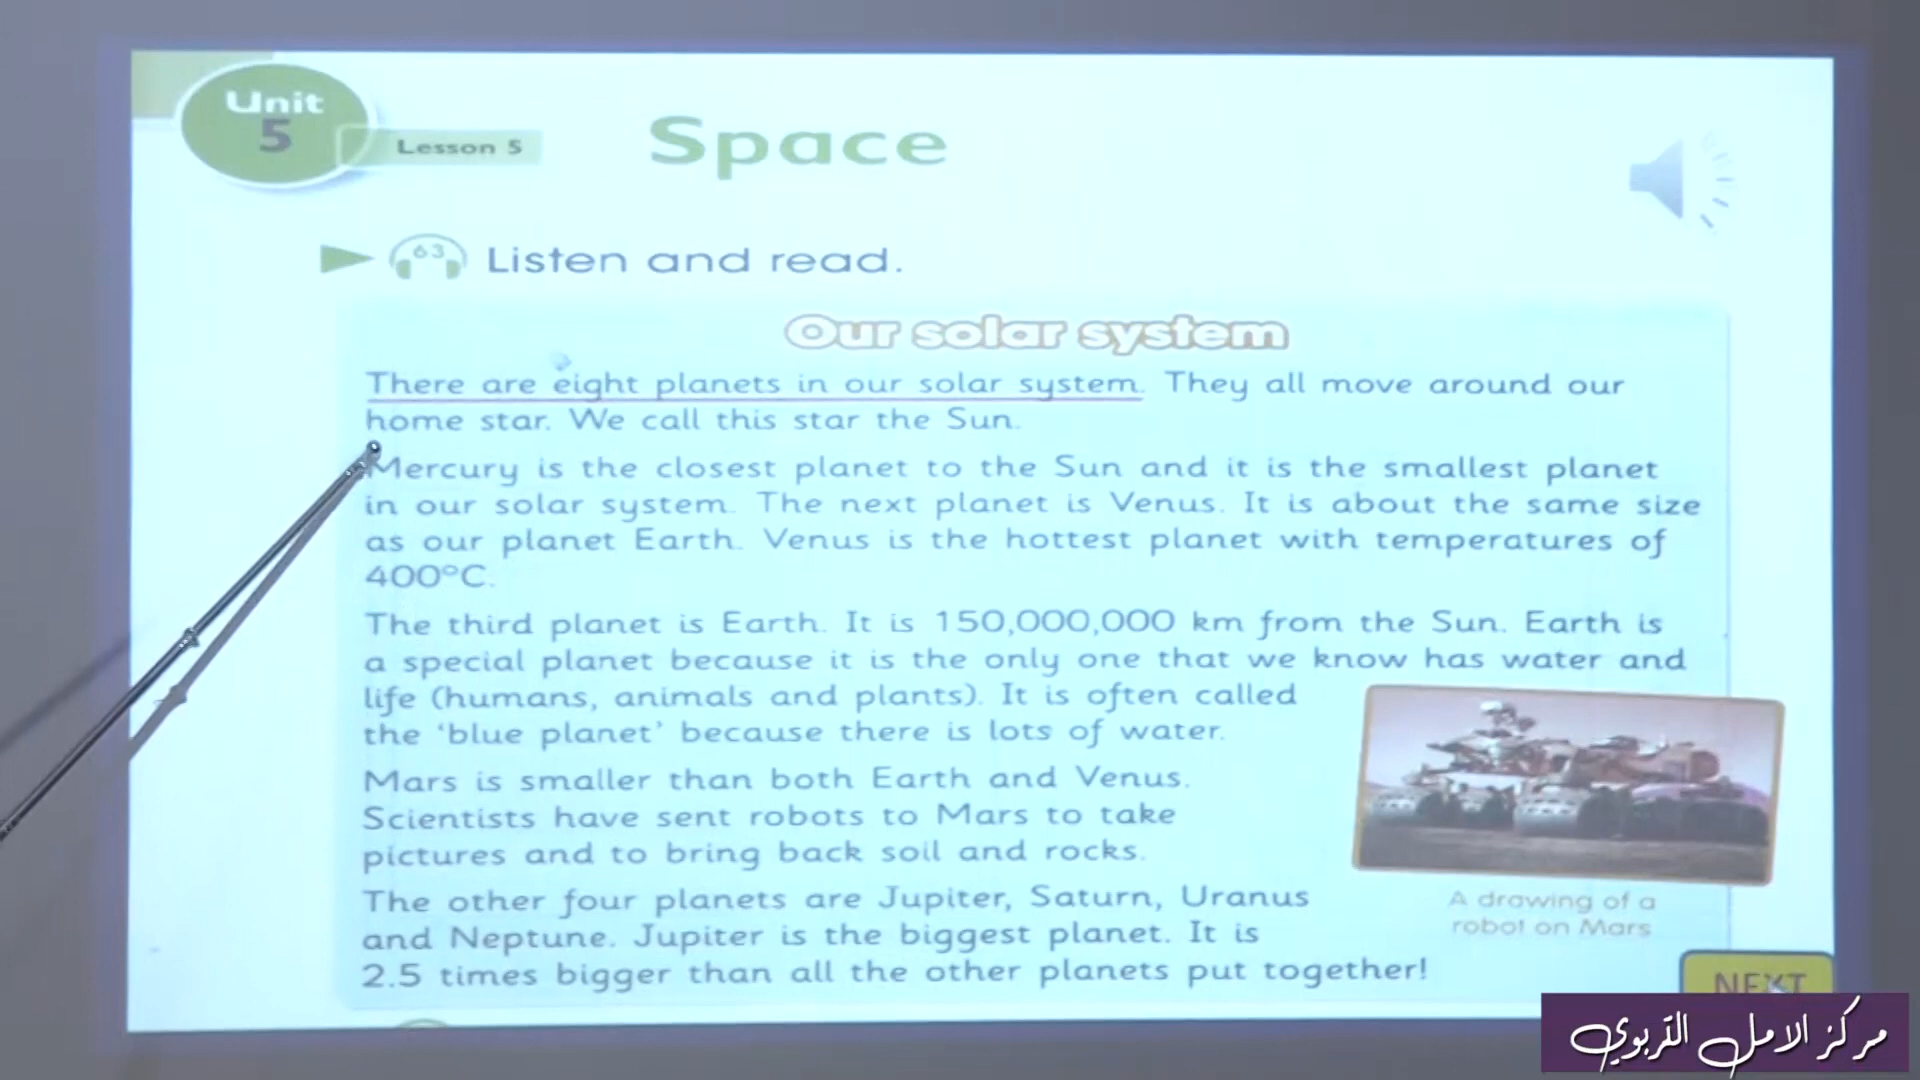 Unit
5
Lesson 5
Space
63
Listen and read.
Our solar system
There are eight planets in our solar system. They all move around our
home star. We call this star the Sun.
Mercury is the closest planet to the Sun and it is the smallest planet
in our solar system. The next planet is Venus. It is about the same size
as our planet Earth. Venus is the hottest planet with temperatures of
400°C.
The third planet is Earth. It is 150,000,000 km from the Sun. Earth is
a special planet because it is the only one that we know has water and
life (humans, animals and plants). It is often called
the ‘blue planet’ because there is lots of water.
Mars is smaller than both Earth and Venus.
Scientists have sent robots to Mars to take
pictures and to bring back soil and rocks.
The other four planets are Jupiter, Saturn, Uranus
and Neptune. Jupiter is the biggest planet. It is
2.5 times bigger than all the other planets put together!
A drawing of a
robot on Mars
NEXT
مركز الامل التربوي